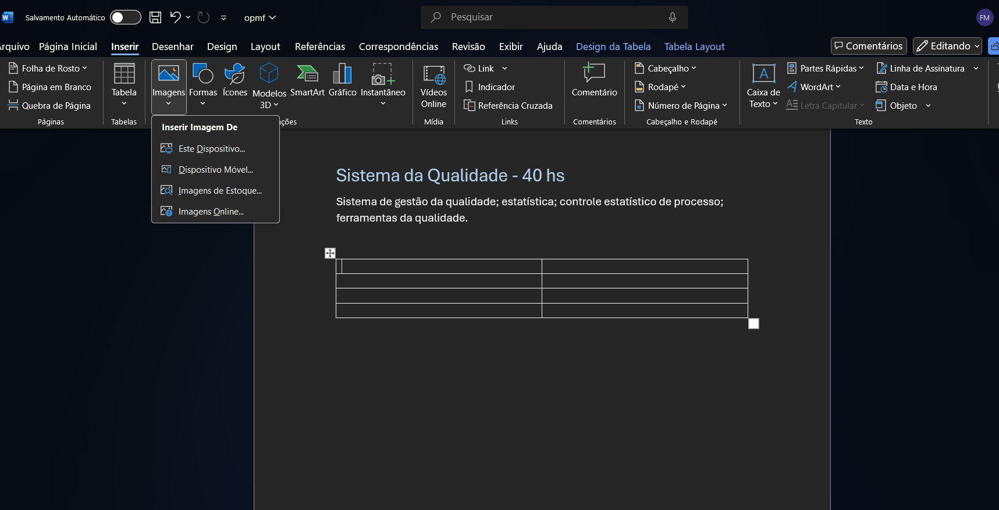 W
Salvamento Automático
opmf
Pesquisar
FM
rquivo Página Inicial Inserir Desenhar Design Layout Referências Correspondências Revisão Exibir Ajuda Design da Tabela Tabela Layout
Comentários Editando
Folha de Rosto
Página em Branco
Quebra de Página
Páginas
Tabela
Tabelas
Imagens
Formas
Ícones
Modelos
3D
SmartArt
Gráfico
Instantâneo
ções
Vídeos
Online
Mídia
Link
Indicador
Referência Cruzada
Links
Comentário
Comentários
Cabeçalho
Rodapé
Número de Página
Cabeçalho e Rodapé
Caixa de
Texto
Partes Rápidas
WordArt
Letra Capitular
Linha de Assinatura
Data e Hora
Objeto
Texto
Inserir Imagem De
Este Dispositivo...
Dispositivo Móvel...
Imagens de Estoque...
Imagens Online...
Sistema da Qualidade - 40 hs
Sistema de gestão da qualidade; estatística; controle estatístico de processo;
ferramentas da qualidade.